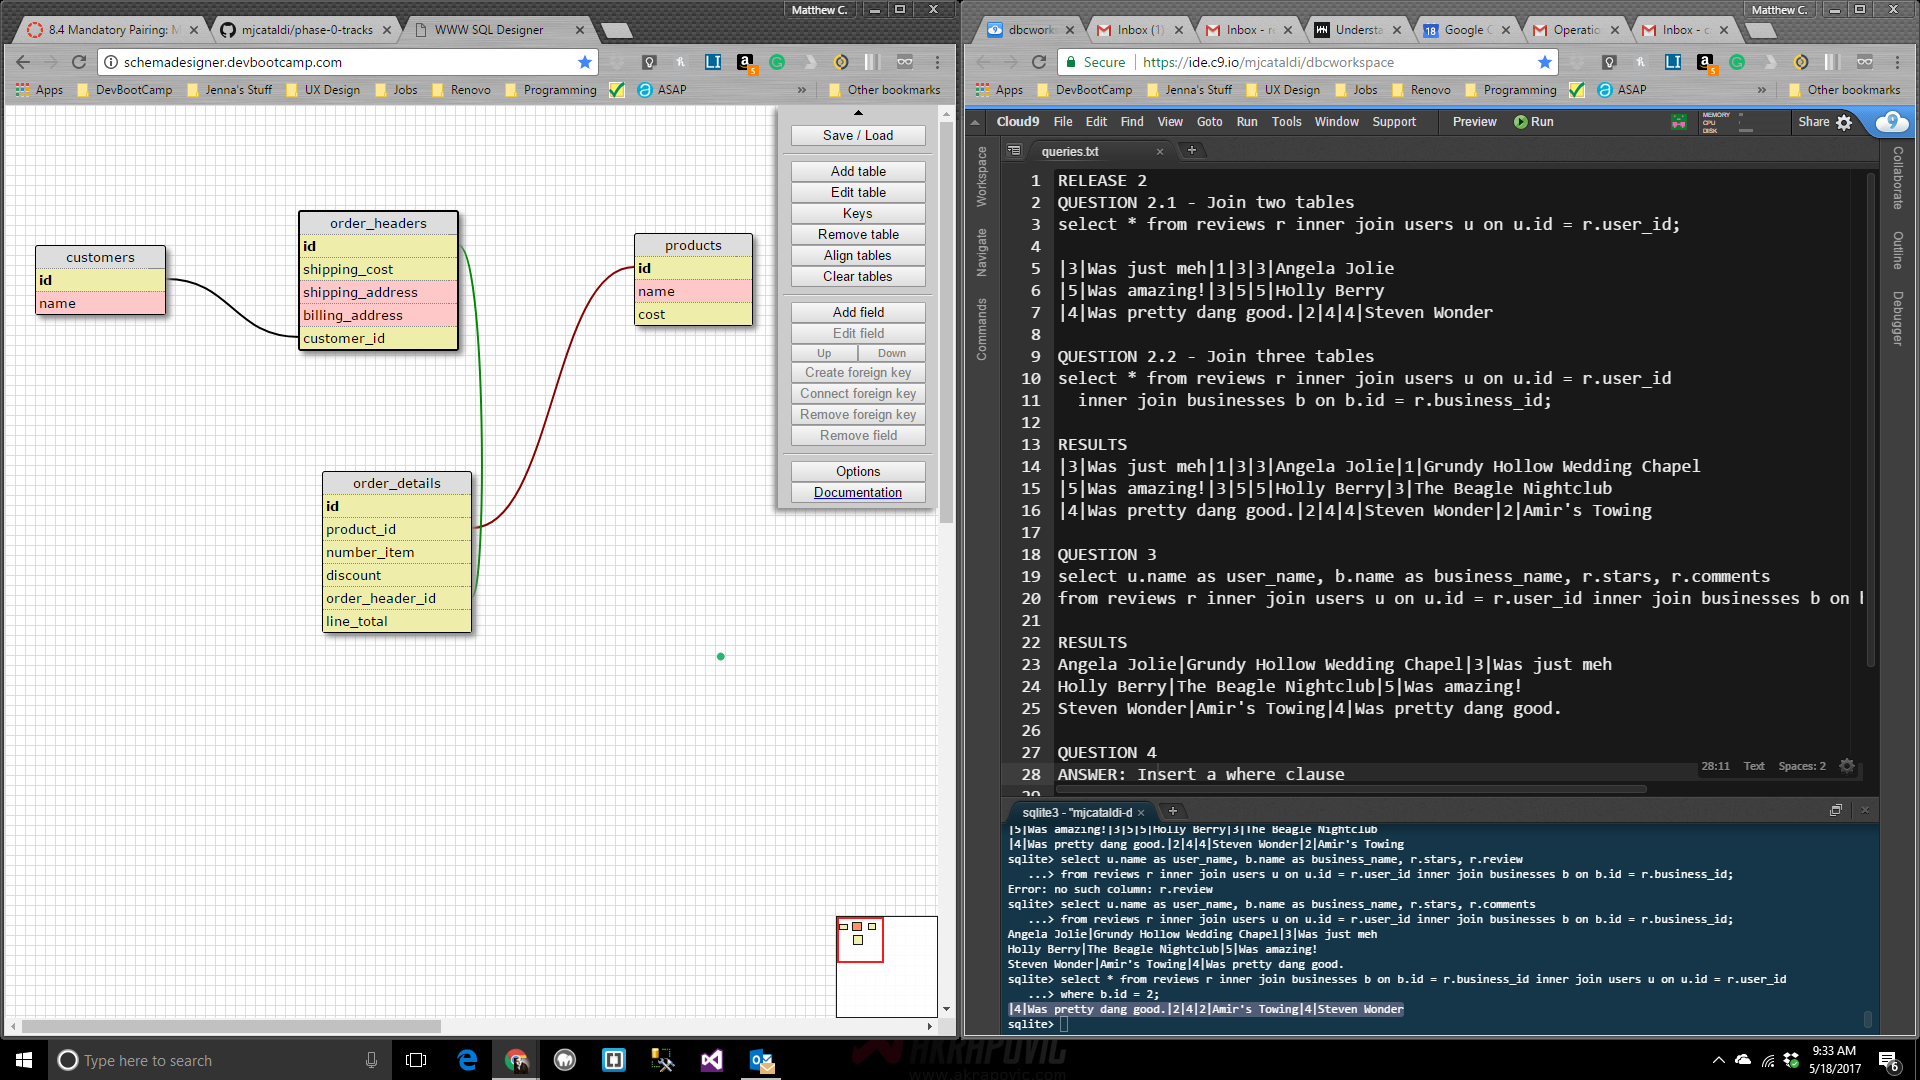 Matthew C.
8.4 Mandatory Pairing: M
mjcataldi/phase-0-tracks
WWW SQL Designer
schemadesigner.devbootcamp.com
Apps
DevBootCamp
Jenna's Stuff
UX Design
Jobs
Renovo
Programming
ASAP
»
Other bookmarks
Save / Load
Add table
Edit table
Keys
Remove table
Align tables
Clear tables
Add field
Edit field
Up
Down
Create foreign key
Connect foreign key
Remove foreign key
Remove field
Options
Documentation
customers
id
name
order_headers
id
shipping_cost
shipping_address
billing_address
customer_id
products
id
name
cost
order_details
id
product_id
number_item
discount
order_header_id
line_total
Matthew C.
dbcworks
Inbox (1)
Inbox - r
Understa
Google C
Operatio
Inbox - c
Secure
https://ide.c9.io/mjcataldi/dbcworkspace
Apps
DevBootCamp
Jenna's Stuff
UX Design
Jobs
Renovo
Programming
ASAP
»
Other bookmarks
Cloud9 File Edit Find View Goto Run Tools Window Support Preview Run
MEMORY
CPU
DISK
Share
Workspace
Navigate
Commands
Collaborate
Outline
Debugger
queries.txt
1 RELEASE 2
2 QUESTION 2.1 - Join two tables
3 select * from reviews r inner join users u on u.id = r.user_id;
4
5 |3|Was just meh|1|3|3|Angela Jolie
6 |5|Was amazing!|3|5|5|Holly Berry
7 |4|Was pretty dang good.|2|4|4|Steven Wonder
8
9 QUESTION 2.2 - Join three tables
10 select * from reviews r inner join users u on u.id = r.user_id
11 inner join businesses b on b.id = r.business_id;
12
13 RESULTS
14 |3|Was just meh|1|3|3|Angela Jolie|1|Grundy Hollow Wedding Chapel
15 |5|Was amazing!|3|5|5|Holly Berry|3|The Beagle Nightclub
16 |4|Was pretty dang good.|2|4|4|Steven Wonder|2|Amir's Towing
17
18 QUESTION 3
19 select u.name as user_name, b.name as business_name, r.stars, r.comments
20 from reviews r inner join users u on u.id = r.user_id inner join businesses b on
21
22 RESULTS
23 Angela Jolie|Grundy Hollow Wedding Chapel|3|Was just meh
24 Holly Berry|The Beagle Nightclub|5|Was amazing!
25 Steven Wonder|Amir's Towing|4|Was pretty dang good.
26
27 QUESTION 4
28 ANSWER: Insert a where clause
29
28:11 Text Spaces: 2
sqlite3 - "mjcataldi-d
|5|Was amazing!|3|5|5|Holly Berry|3|The Beagle Nightclub
|4|Was pretty dang good.|2|4|4|Steven Wonder|2|Amir's Towing
sqlite> select u.name as user_name, b.name as business_name, r.stars, r.review
...> from reviews r inner join users u on u.id = r.user_id inner join businesses b on b.id = r.business_id;
Error: no such column: r.review
sqlite> select u.name as user_name, b.name as business_name, r.stars, r.comments
...> from reviews r inner join users u on u.id = r.user_id inner join businesses b on b.id = r.business_id;
Angela Jolie|Grundy Hollow Wedding Chapel|3|Was just meh
Holly Berry|The Beagle Nightclub|5|Was amazing!
Steven Wonder|Amir's Towing|4|Was pretty dang good.
sqlite> select * from reviews r inner join businesses b on b.id = r.business_id inner join users u on u.id = r.user_id
...> where b.id = 2;
|4|Was pretty dang good.|2|4|2|Amir's Towing|4|Steven Wonder
sqlite>
Type here to search
AKRAPOVIC
www.akrapovic.com
9:33 AM
5/18/2017
6